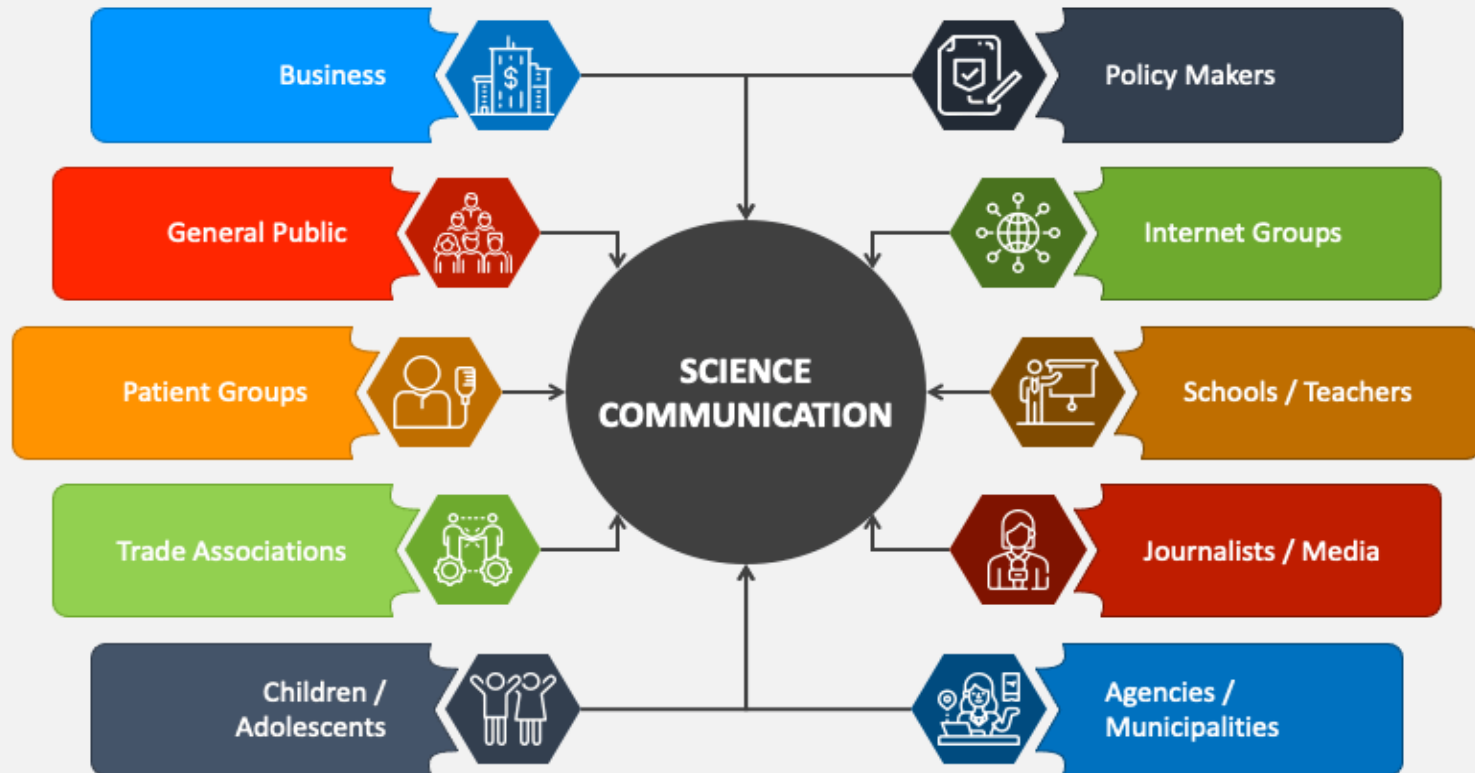 Business
Policy Makers
General Public
Internet Groups
Patient Groups
SCIENCE
COMMUNICATION
Schools / Teachers
Trade Associations
Journalists / Media
Children /
Adolescents
Agencies /
Municipalities
$